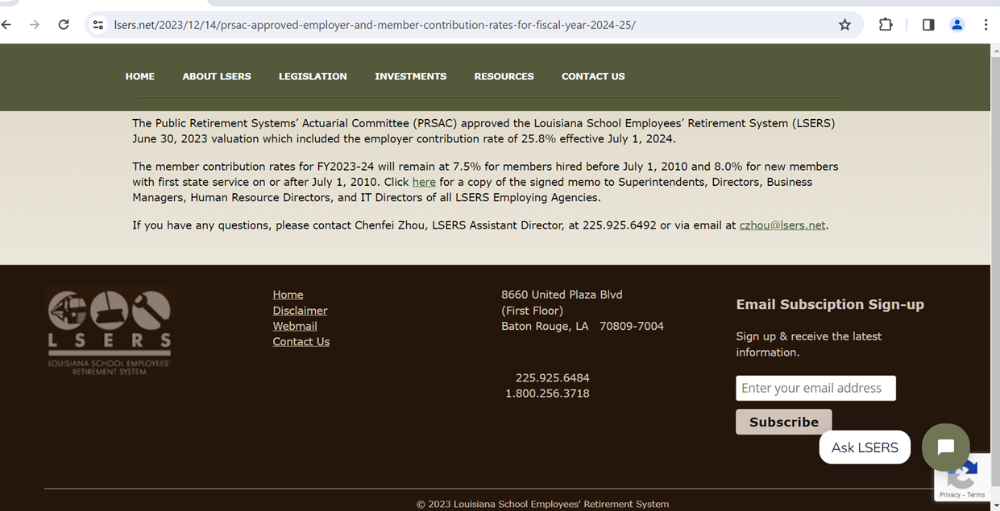 lsers.net/2023/12/14/prsac-approved-employer-and-member-contribution-rates-for-fiscal-year-2024-25/
HOME ABOUT LSERS LEGISLATION INVESTMENTS RESOURCES CONTACT US
The Public Retirement Systems’ Actuarial Committee (PRSAC) approved the Louisiana School Employees’ Retirement System (LSERS)
June 30, 2023 valuation which included the employer contribution rate of 25.8% effective July 1, 2024.
The member contribution rates for FY2023-24 will remain at 7.5% for members hired before July 1, 2010 and 8.0% for new members
with first state service on or after July 1, 2010. Click here for a copy of the signed memo to Superintendents, Directors, Business
Managers, Human Resource Directors, and IT Directors of all LSERS Employing Agencies.
If you have any questions, please contact Chenfei Zhou, LSERS Assistant Director, at 225.925.6492 or via email at czhou@lsers.net.
LSERS
LOUISIANA SCHOOL EMPLOYEES'
RETIREMENT SYSTEM
Home
Disclaimer
Webmail
Contact Us
8660 United Plaza Blvd
(First Floor)
Baton Rouge, LA 70809-7004
225.925.6484
1.800.256.3718
Email Subsciption Sign-up
Sign up & receive the latest
information.
Enter your email address
Subscribe
Ask LSERS
Privacy - Terms
© 2023 Louisiana School Employees' Retirement System